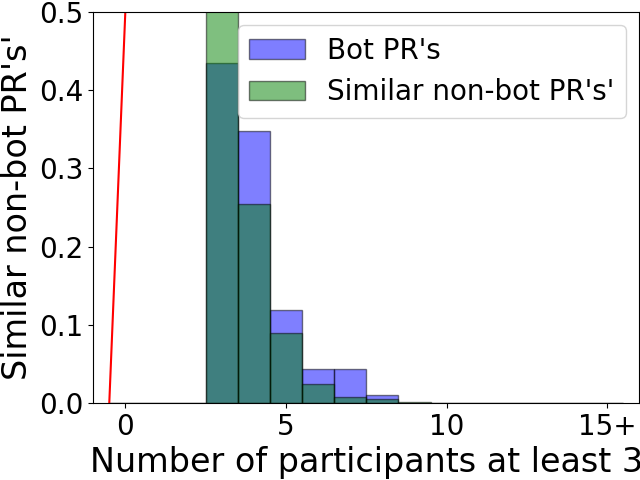 Similar non-bot PR's'
0.5
0.4
0.3
0.2
0.1
0.0
Bot PR's
Similar non-bot PR's'
0 5 10 15+
Number of participants at least 3